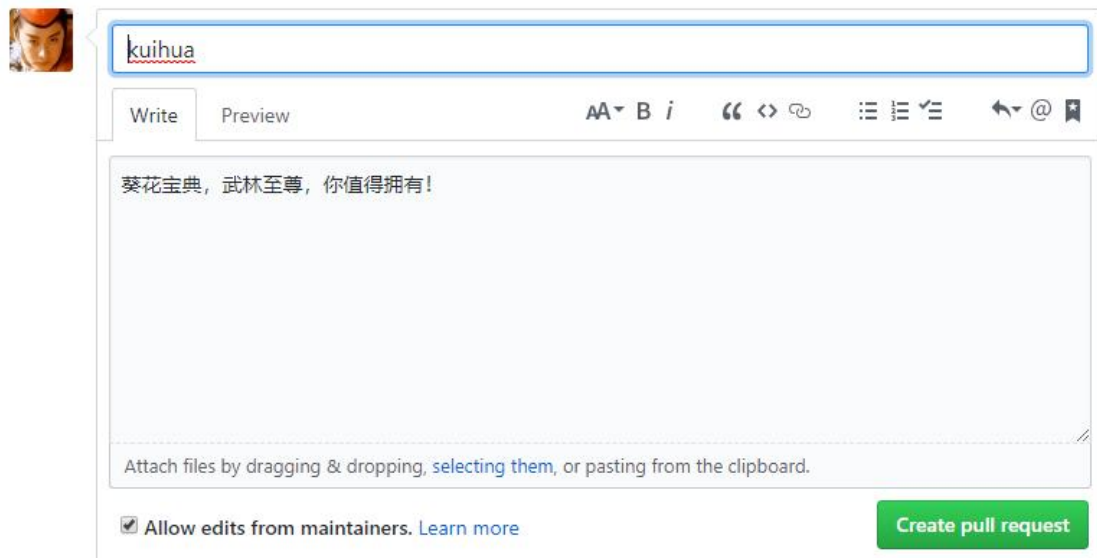 kuihua
Write Preview AA B i
葵花宝典，武林至尊，你值得拥有！
Attach files by dragging & dropping, selecting them, or pasting from the clipboard.
Allow edits from maintainers. Learn more
Create pull request